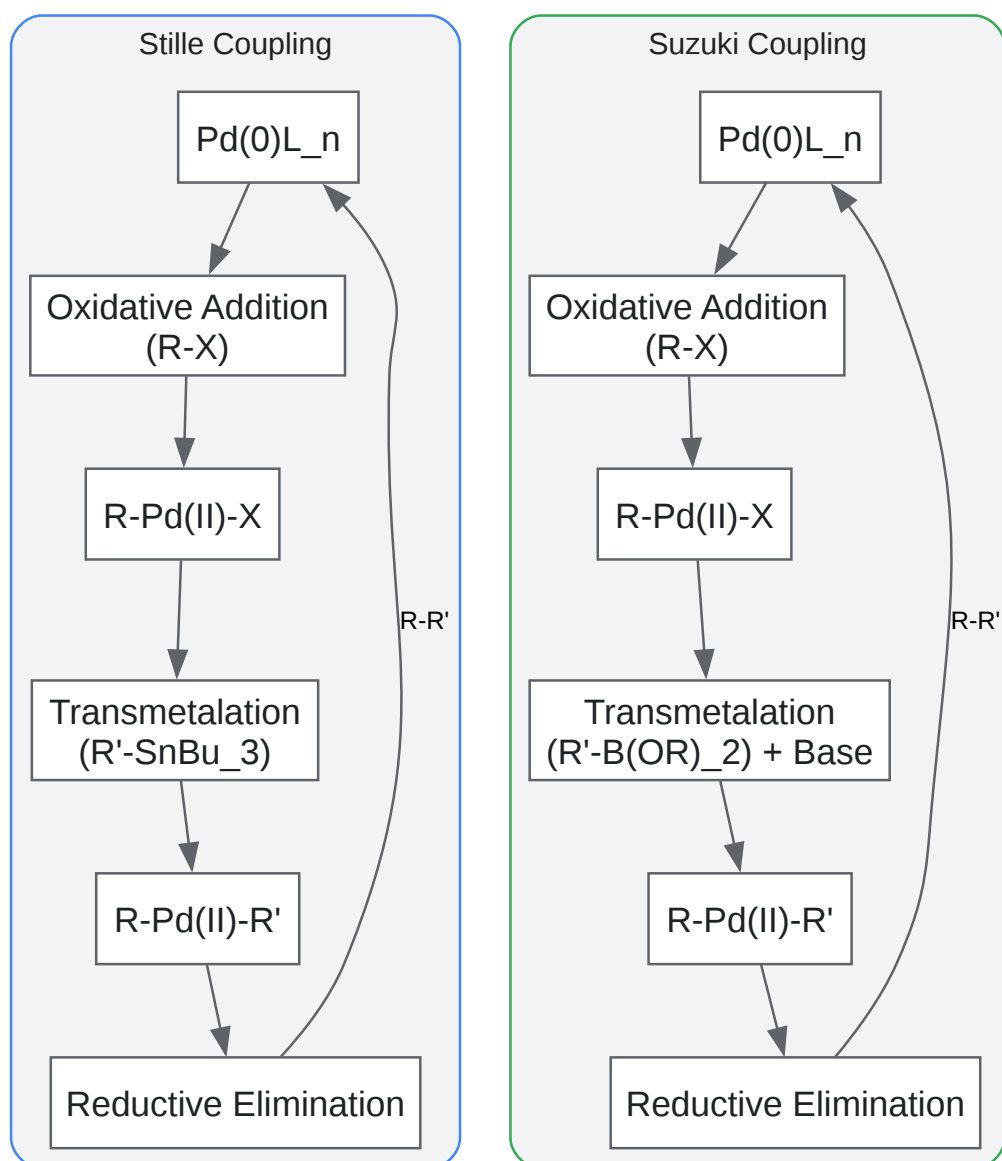 Stille Coupling
Pd(0)L_n
Oxidative Addition
(R-X)
R-Pd(II)-X
R-R'
Transmetalation
(R'-SnBu_3)
R-Pd(II)-R'
Reductive Elimination
Suzuki Coupling
Pd(0)L_n
Oxidative Addition
(R-X)
R-Pd(II)-X
R-R'
Transmetalation
(R'-B(OR)_2) + Base
R-Pd(II)-R'
Reductive Elimination